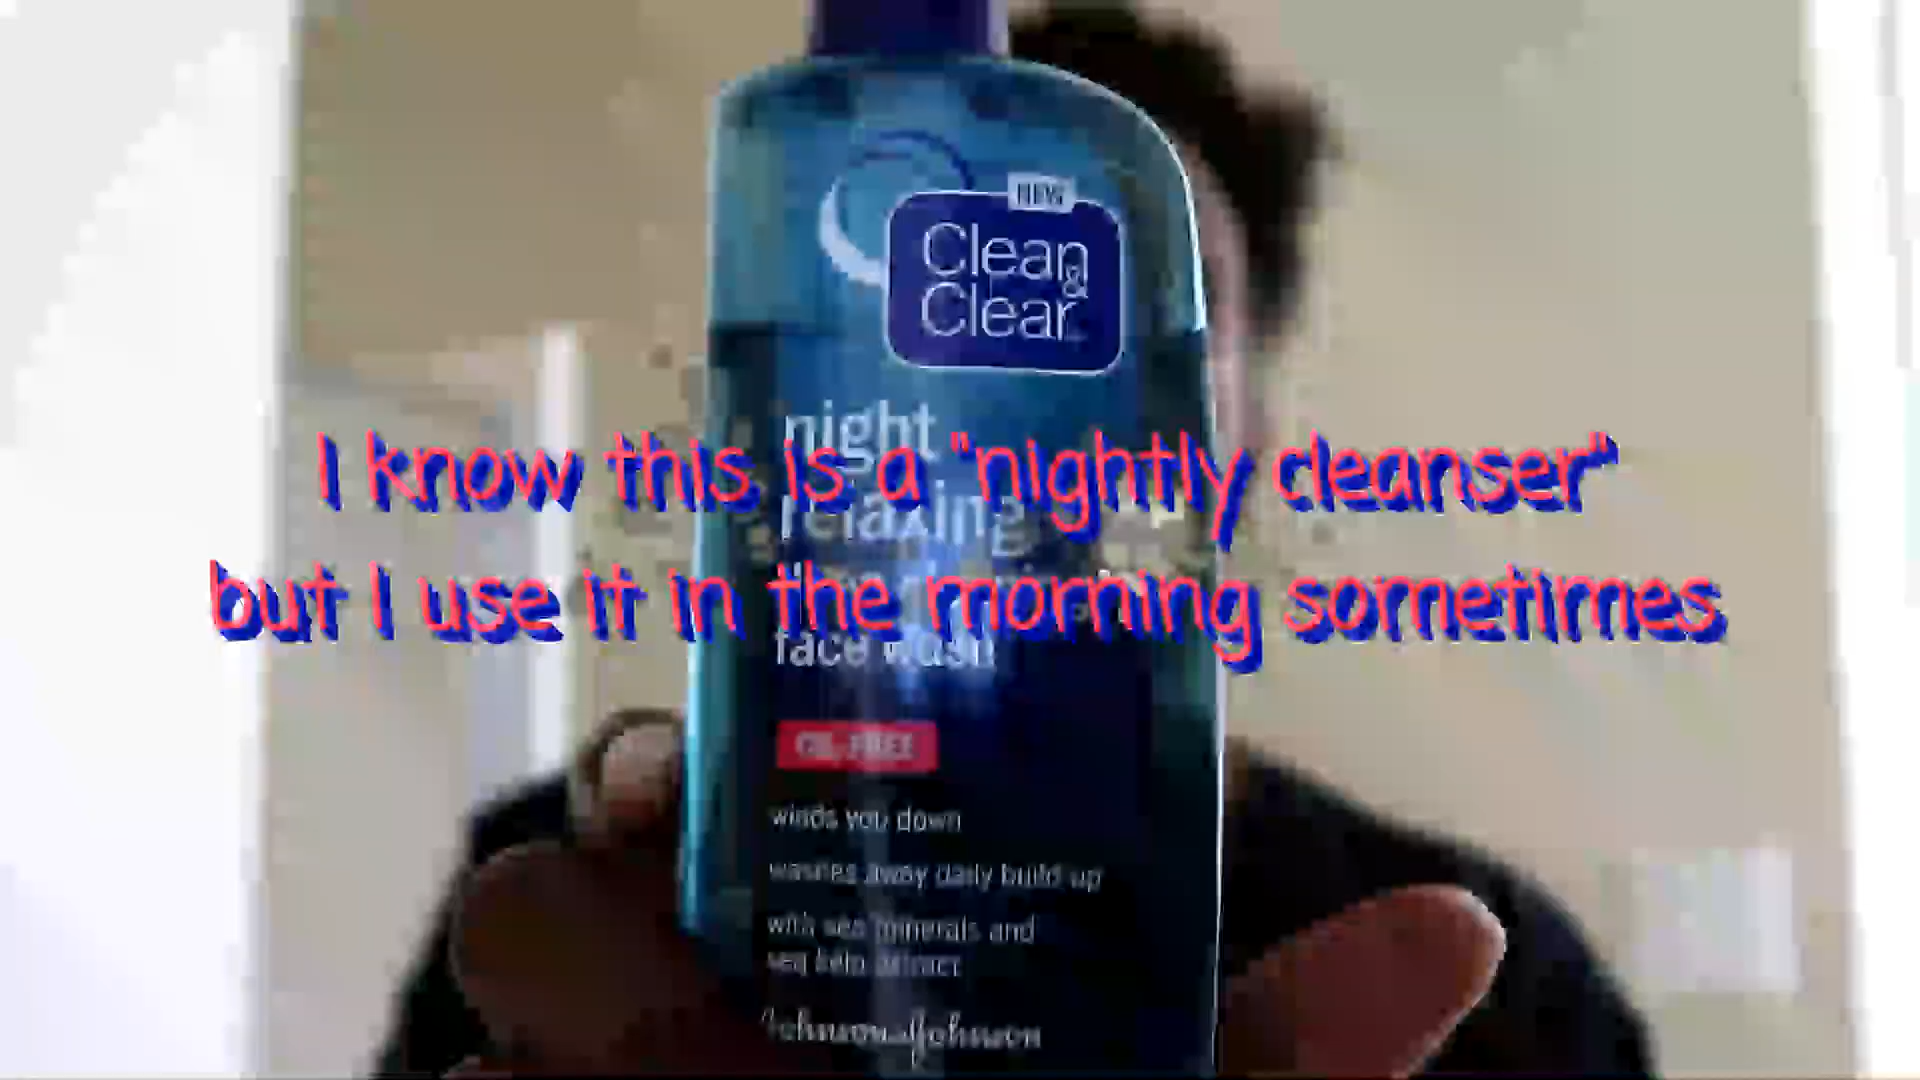 NEW
Clean
&
Clear
night
relaxing
I know this is a "nightly cleanser"
but I use it in the morning sometimes
face wash
OIL-FREE
winds you down
washes away daily build up
with sea minerals and
sea kelp extract
Johnson & Johnson